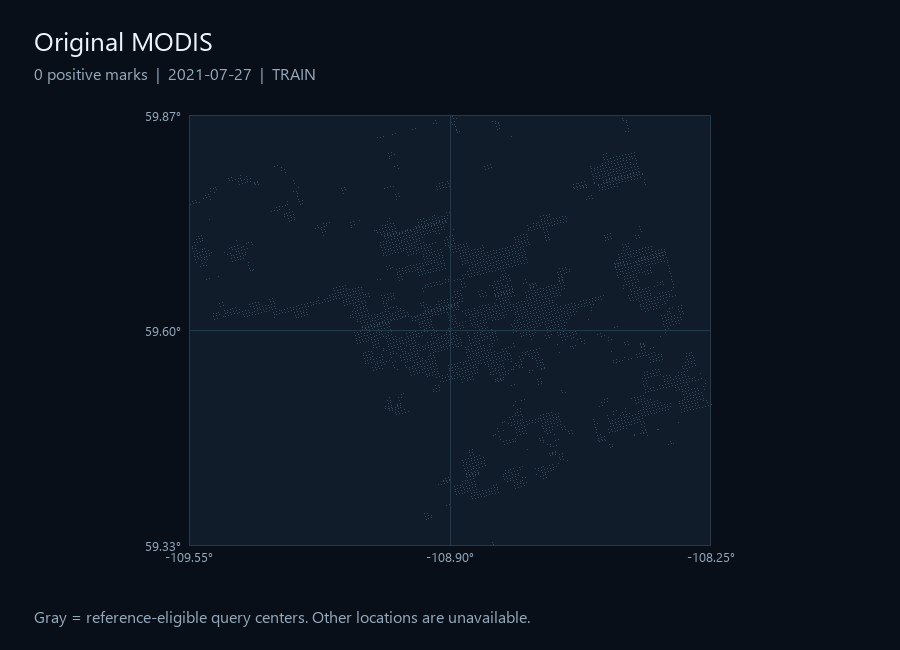 Original MODIS
0 positive marks | 2021-07-27 | TRAIN
59.87°
59.60°
59.33°
-109.55°
-108.90°
-108.25°
Gray = reference-eligible query centers. Other locations are unavailable.